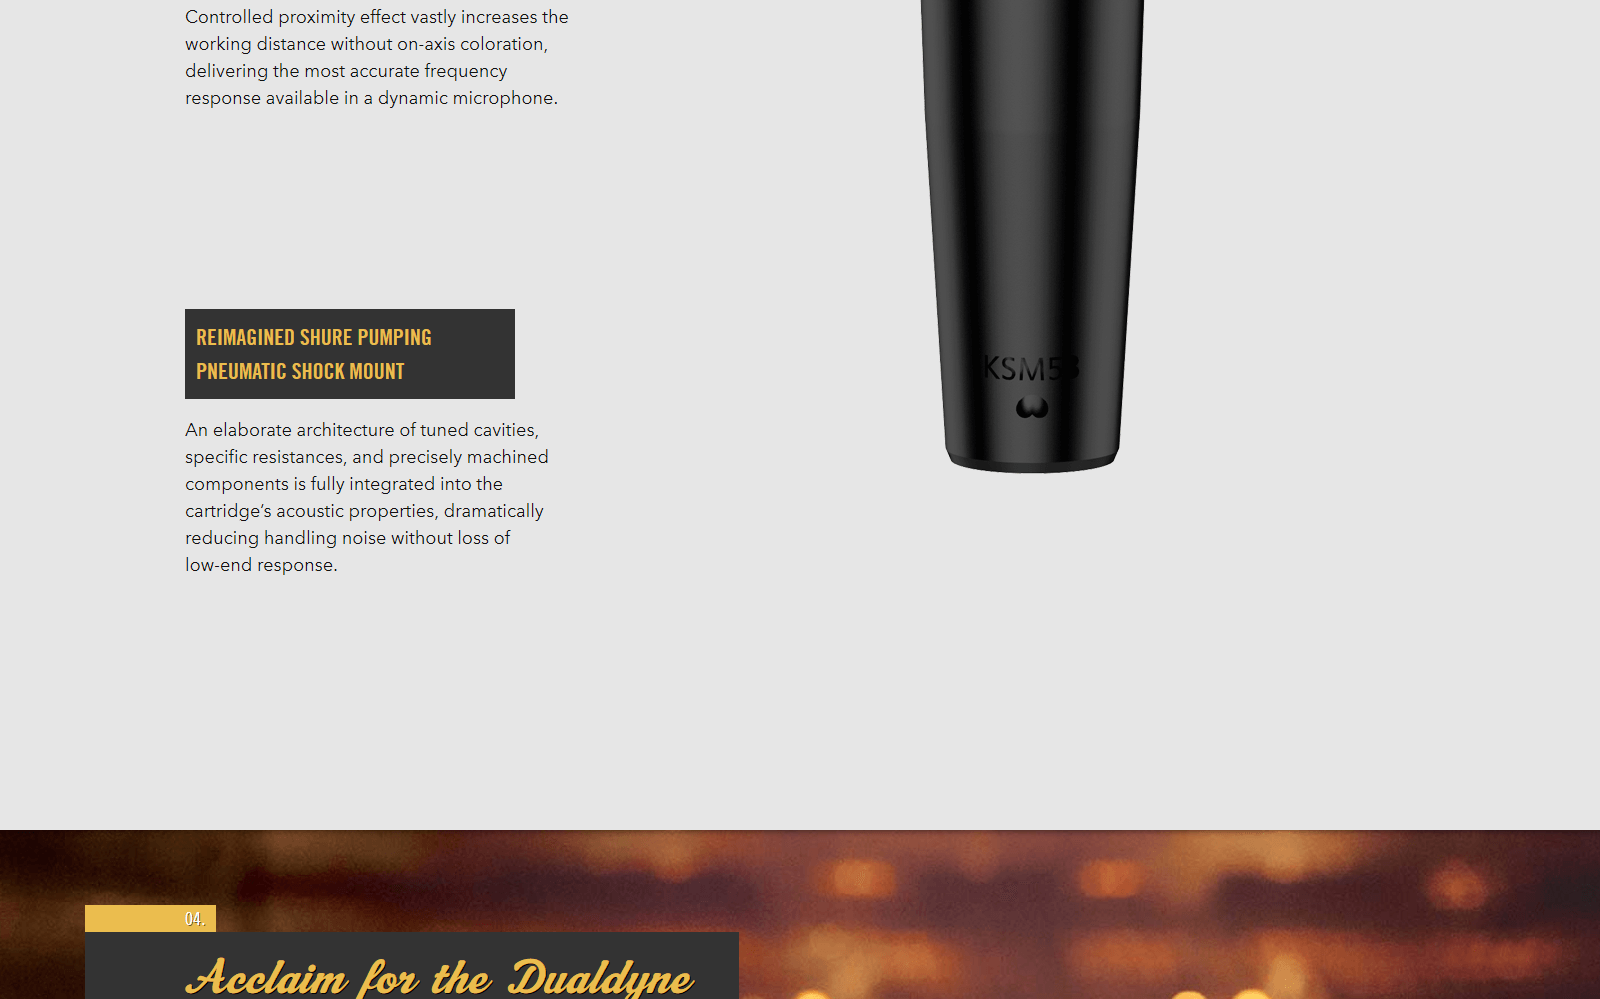 Controlled proximity effect vastly increases the
working distance without on-axis coloration,
delivering the most accurate frequency
response available in a dynamic microphone.
REIMAGINED SHURE PUMPING
PNEUMATIC SHOCK MOUNT
An elaborate architecture of tuned cavities,
specific resistances, and precisely machined
components is fully integrated into the
cartridge’s acoustic properties, dramatically
reducing handling noise without loss of
low-end response.
KSM58
04.
Acclaim for the Dualdyne